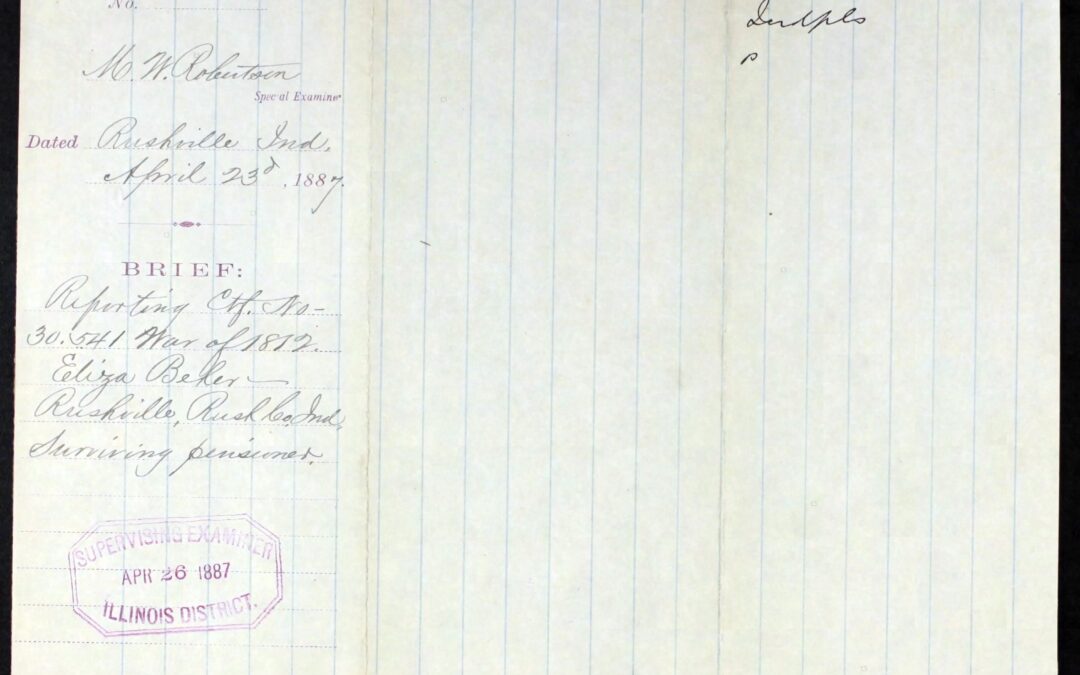 No.
M. W. Robertson
Special Examiner
Dated Rushville Ind.
April 23d, 1887.
BRIEF:
Reporting Ctf. No-
30.541 War of 1812.
Eliza Beher
Rushville, Rush Co, Ind,
Surviving pensioner.
SUPERVISING EXAMINER
APR 26 1887
ILLINOIS DISTRICT.
Indpls